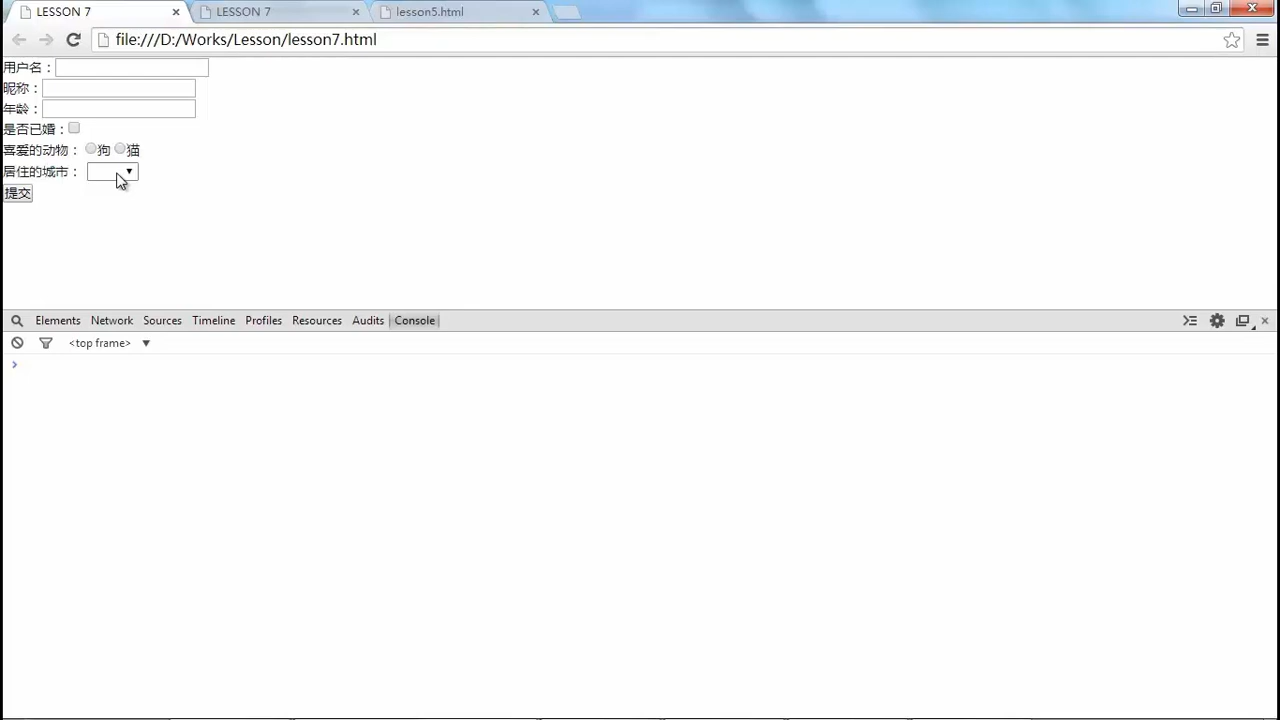 LESSON 7 LESSON 7 lesson5.html
file:///D:/Works/Lesson/lesson7.html
用户名：
昵称：
年龄：
是否已婚：
喜爱的动物： 狗 猫
居住的城市：
提交
Elements Network Sources Timeline Profiles Resources Audits Console
<top frame>